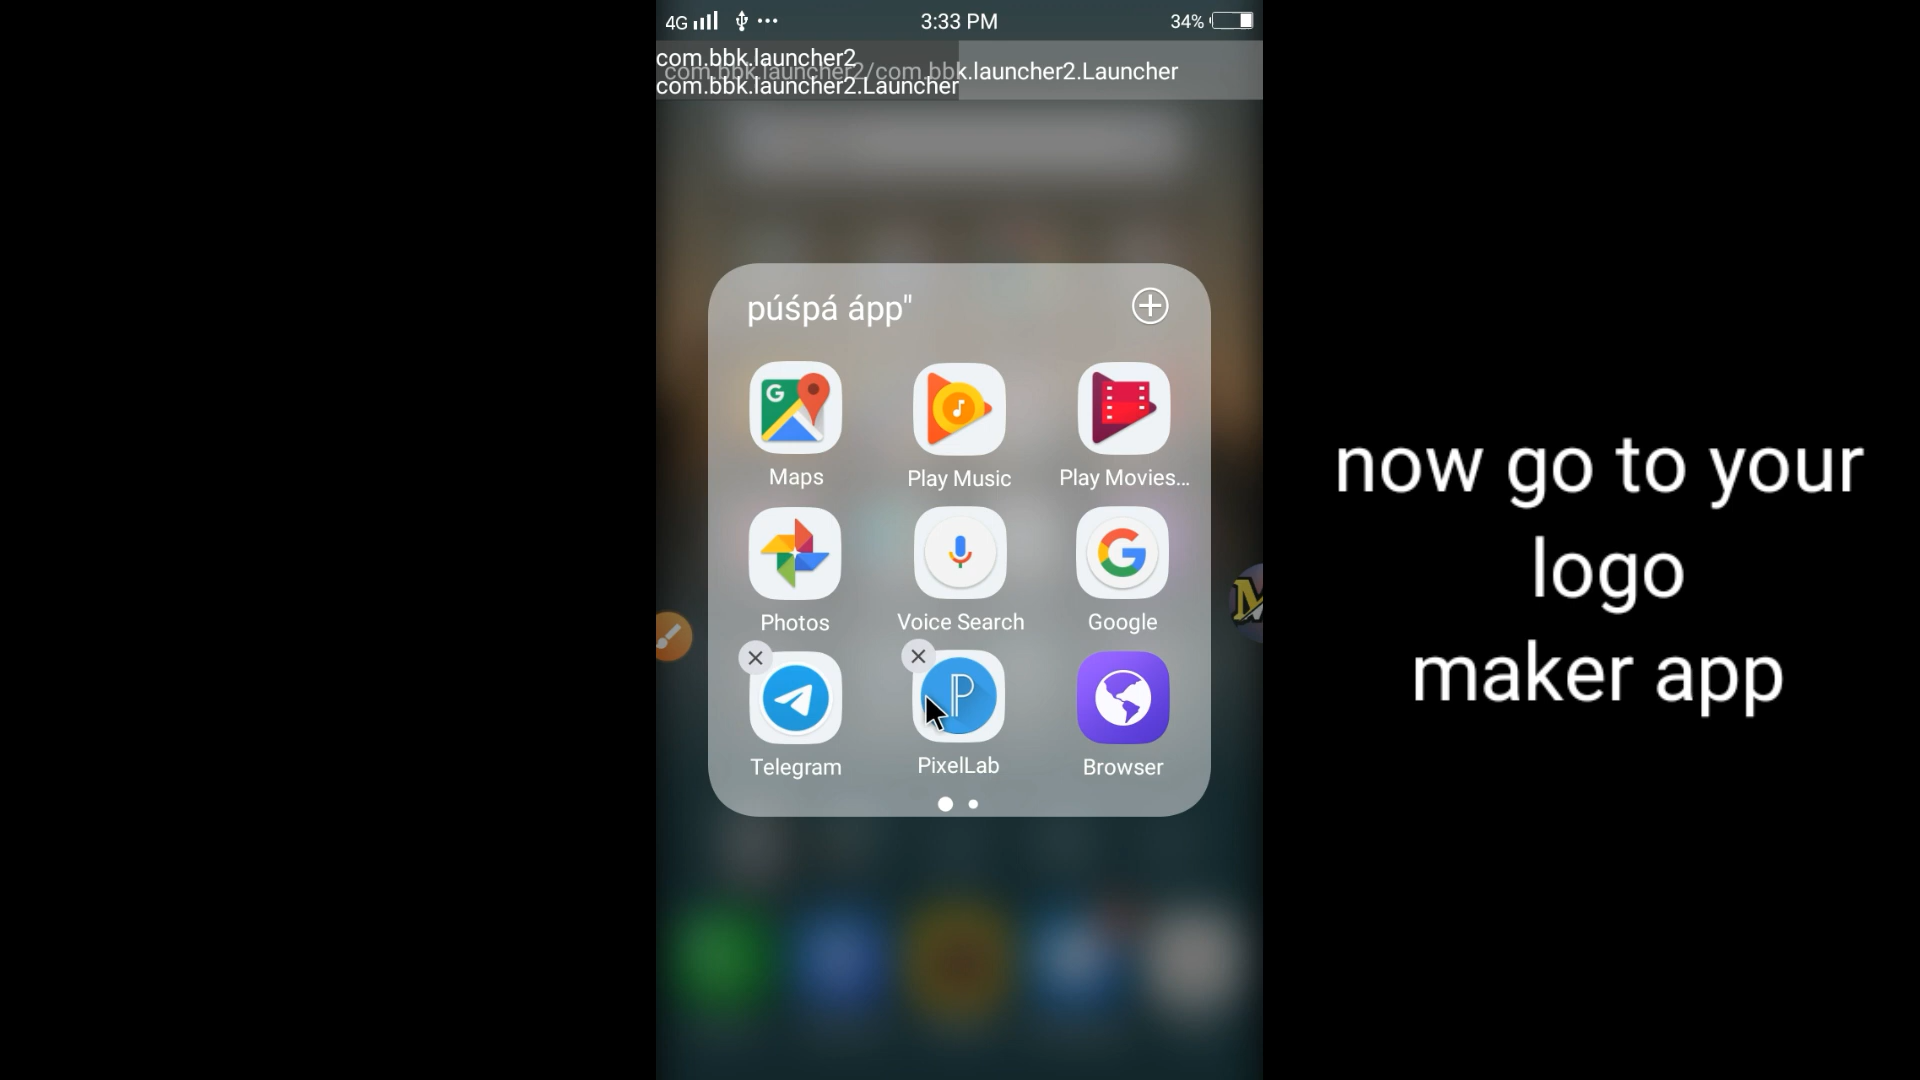 4G 3:33 PM 34%
com.bbk.launcher2
com.bbk.launcher2/com.bbk.launcher2.Launcher
com.bbk.launcher2.Launcher
púśpá ápp"
Maps Play Music Play Movies...
Photos Voice Search Google
Telegram PixelLab Browser
now go to your
logo
maker app